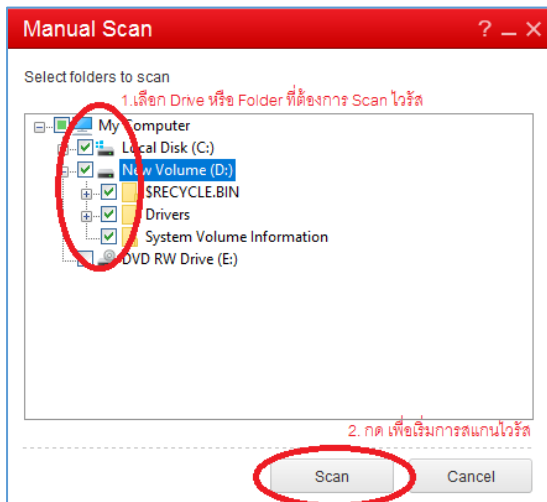 Manual Scan ? _ ×
Select folders to scan
1.เลือก Drive หรือ Folder ที่ต้องการ Scan ไวรัส
My Computer
Local Disk (C:)
New Volume (D:)
$RECYCLE.BIN
Drivers
System Volume Information
DVD RW Drive (E:)
2. กด เพื่อเริ่มการสแกนไวรัส
Scan Cancel